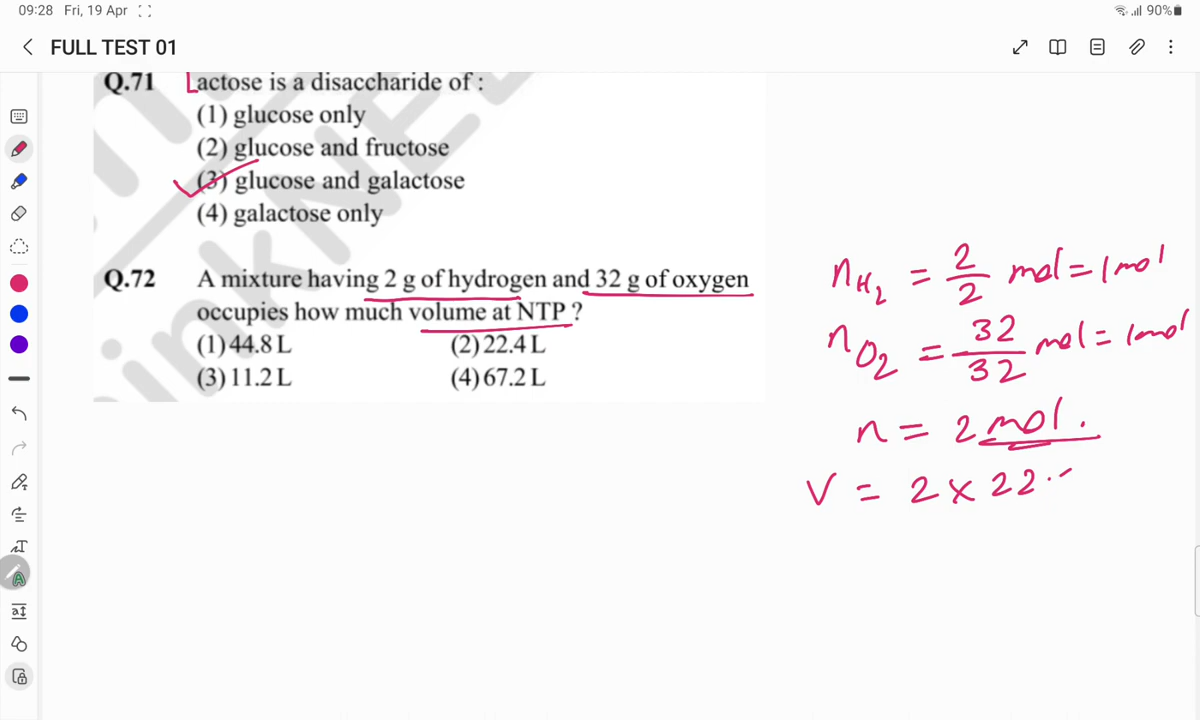 09:28 Fri, 19 Apr
90%
FULL TEST 01
Q.71 Lactose is a disaccharide of :
(1) glucose only
(2) glucose and fructose
(3) glucose and galactose
(4) galactose only
Q.72 A mixture having 2 g of hydrogen and 32 g of oxygen
occupies how much volume at NTP ?
(1) 44.8 L (2) 22.4 L
(3) 11.2 L (4) 67.2 L
nH₂ = 2/2 mol = 1 mol
nO₂ = 32/32 mol = 1 mol
n = 2 mol.
V = 2 × 22.